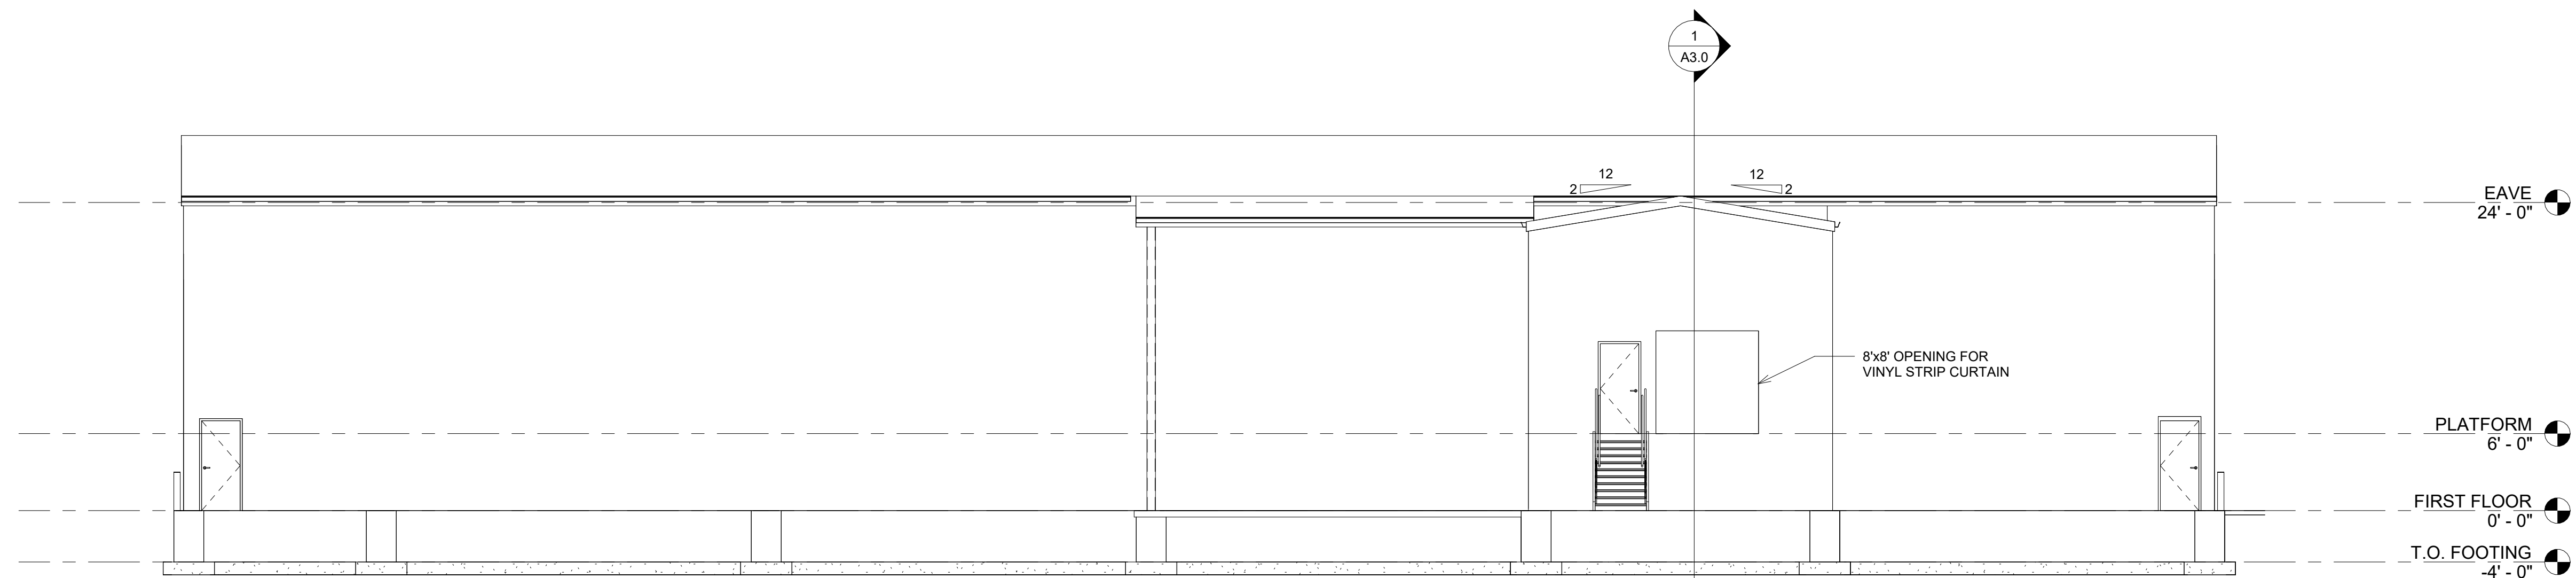 1
A3.0
12
2
12
2
EAVE
24' - 0"
8'x8' OPENING FOR
VINYL STRIP CURTAIN
PLATFORM
6' - 0"
FIRST FLOOR
0' - 0"
T.O. FOOTING
-4' - 0"